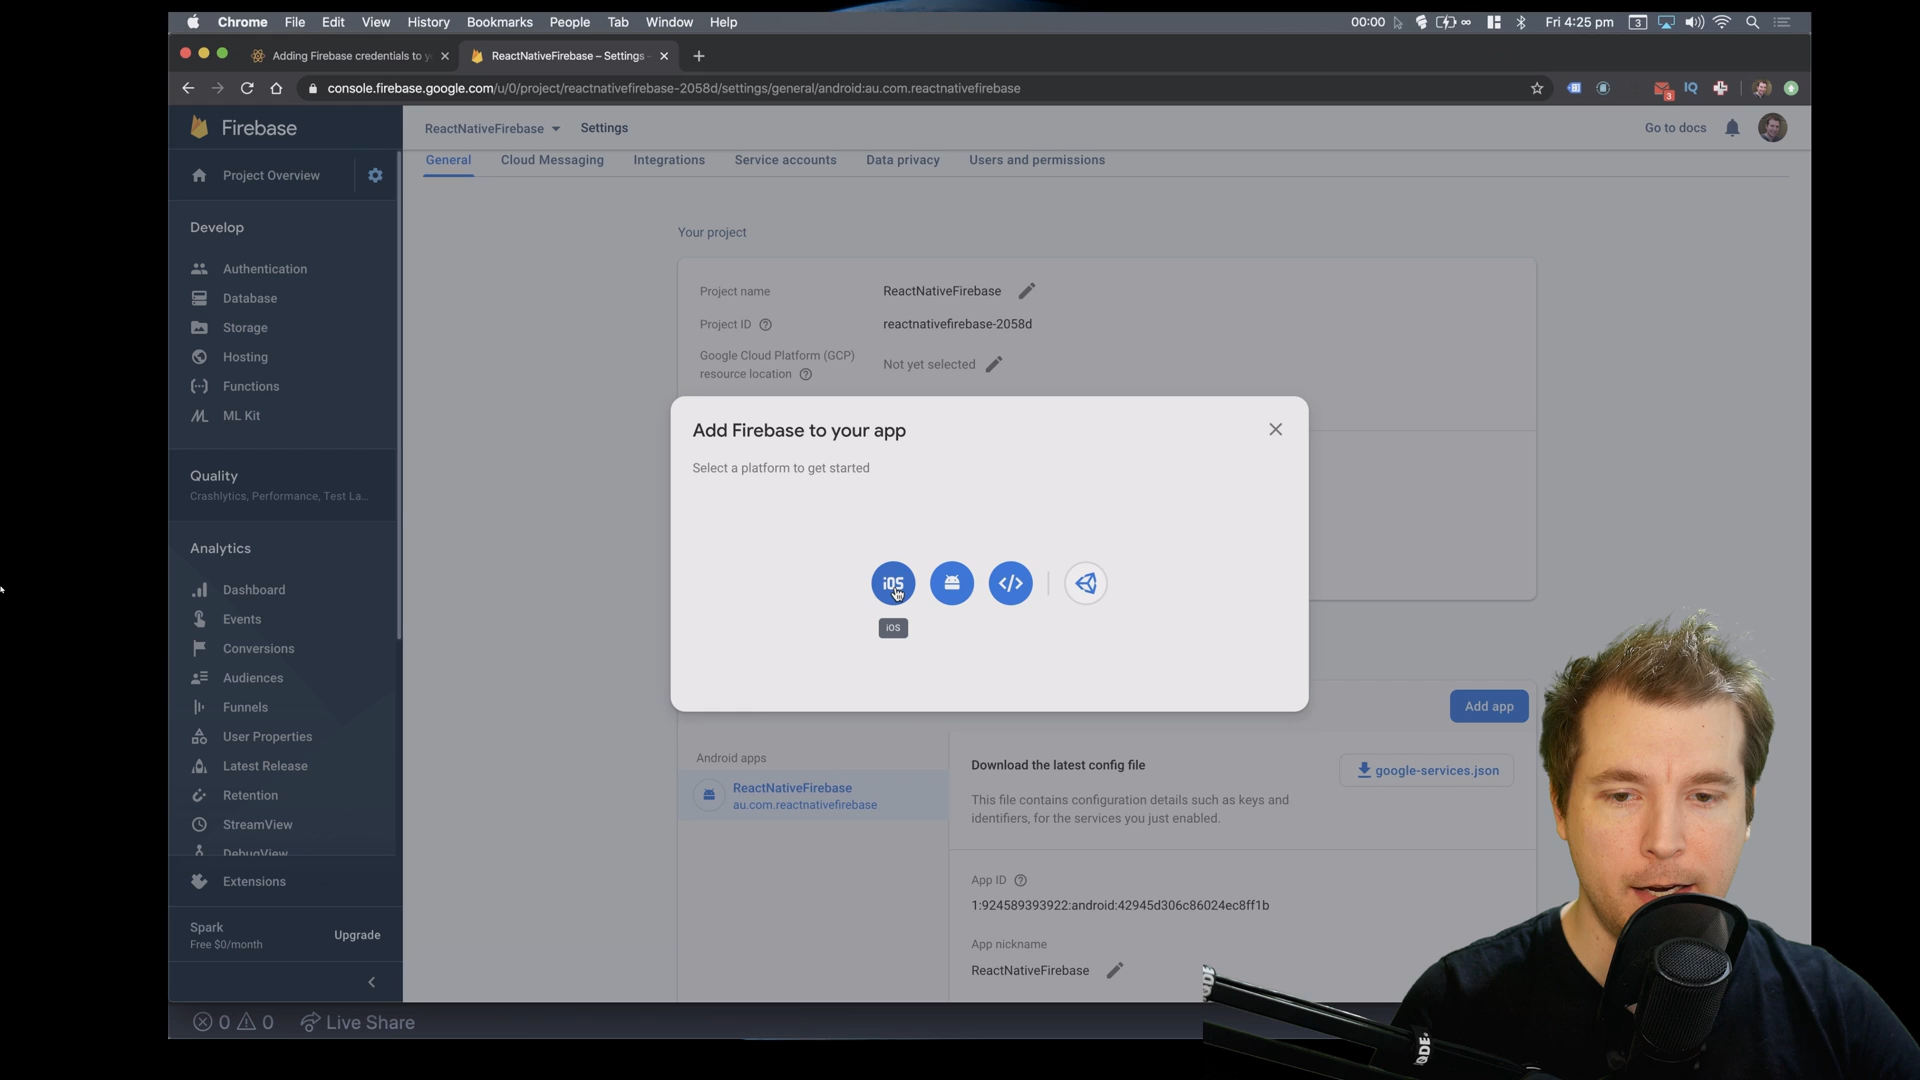 Chrome File Edit View History Bookmarks People Tab Window Help 00:00 Fri 4:25 pm 3
Adding Firebase credentials to y
ReactNativeFirebase – Settings
console.firebase.google.com/u/0/project/reactnativefirebase-2058d/settings/general/android:au.com.reactnativefirebase
3
IQ
Firebase
ReactNativeFirebase Settings
Go to docs
Project Overview
General Cloud Messaging Integrations Service accounts Data privacy Users and permissions
Develop
Authentication
Database
Storage
Hosting
Functions
ML Kit
Quality
Crashlytics, Performance, Test La...
Analytics
Dashboard
Events
Conversions
Audiences
Funnels
User Properties
Latest Release
Retention
StreamView
DebugView
Extensions
Spark
Free $0/month
Upgrade
Your project
Project name ReactNativeFirebase
Project ID reactnativefirebase-2058d
Google Cloud Platform (GCP)
resource location
Not yet selected
Add Firebase to your app
Select a platform to get started
iOS
iOS
Add app
Android apps
ReactNativeFirebase
au.com.reactnativefirebase
Download the latest config file
google-services.json
This file contains configuration details such as keys and
identifiers, for the services you just enabled.
App ID
1:924589393922:android:42945d306c86024ec8ff1b
App nickname
ReactNativeFirebase
0 0 Live Share